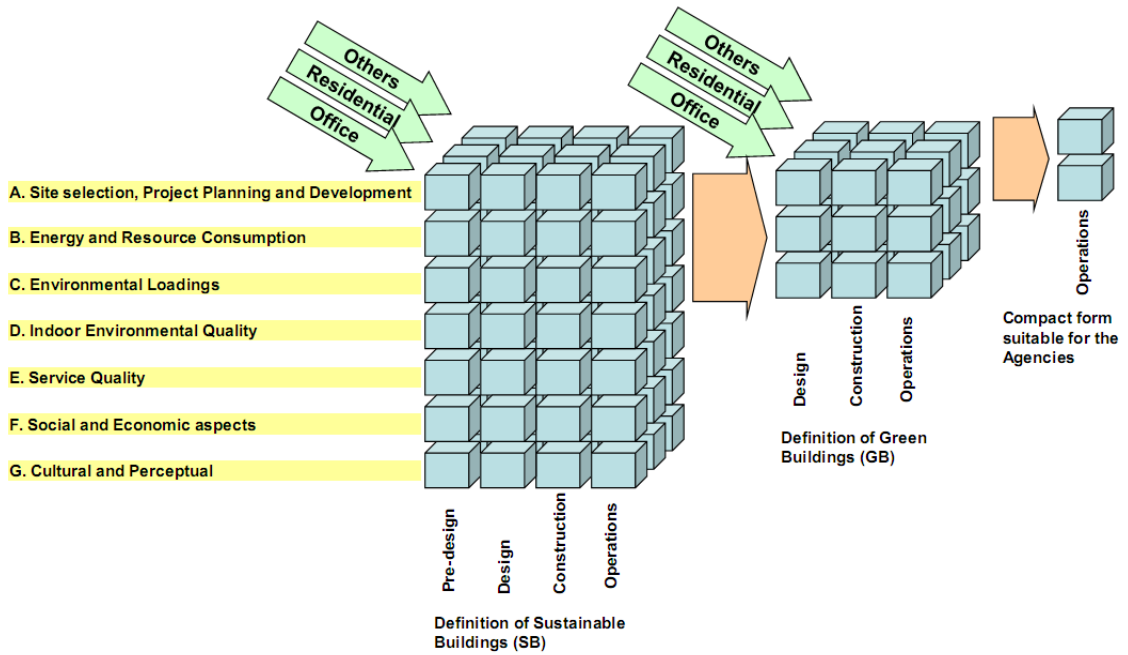 Others
Residential
Office
Others
Residential
Office
A. Site selection, Project Planning and Development
B. Energy and Resource Consumption
C. Environmental Loadings
D. Indoor Environmental Quality
E. Service Quality
F. Social and Economic aspects
G. Cultural and Perceptual
Pre-design
Design
Construction
Operations
Definition of Sustainable
Buildings (SB)
Design
Construction
Operations
Definition of Green
Buildings (GB)
Operations
Compact form
suitable for the
Agencies